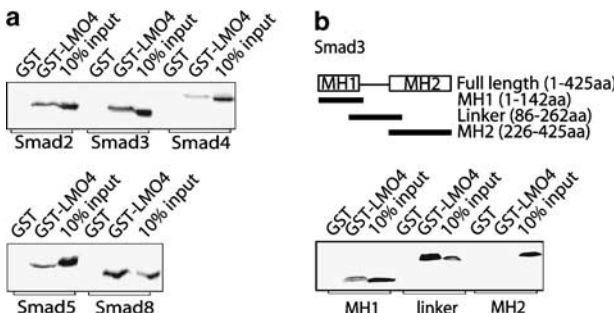 a
GST GST-LMO4 10% input GST GST-LMO4 10% input GST GST-LMO4 10% input
Smad2 Smad3 Smad4
GST GST-LMO4 10% input GST GST-LMO4 10% input
Smad5 Smad8
b
Smad3
MH1 MH2 Full length (1-425aa)
MH1 (1-142aa)
Linker (86-262aa)
MH2 (226-425aa)
GST GST-LMO4 10% input GST GST-LMO4 10% input GST GST-LMO4 10% input
MH1 linker MH2